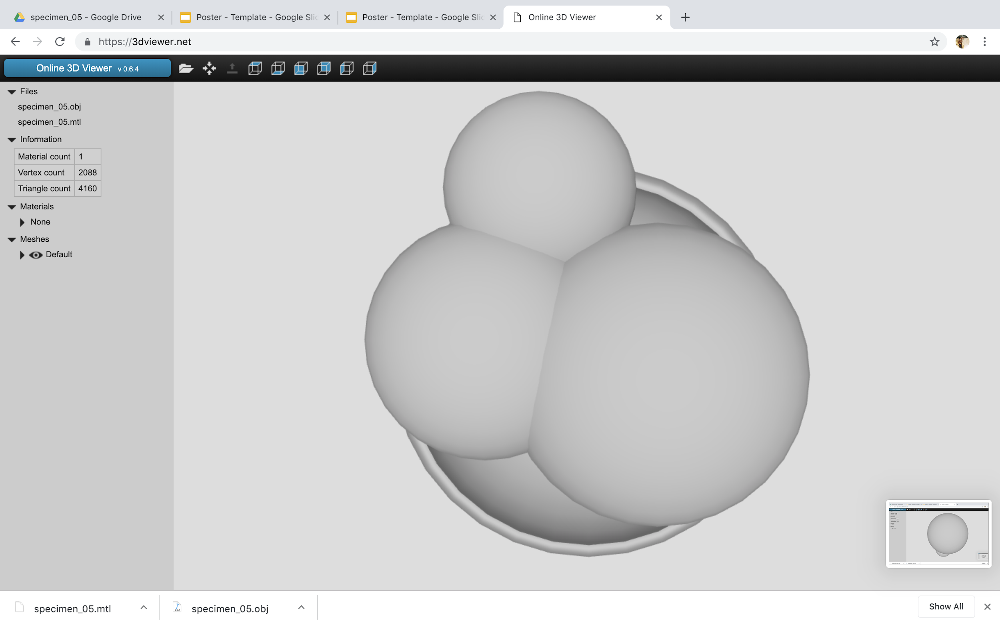 specimen_05 - Google Drive
Poster - Template - Google Slic
Poster - Template - Google Slic
Online 3D Viewer
https://3dviewer.net
Online 3D Viewer v 0.6.4
Files
specimen_05.obj
specimen_05.mtl
Information
Material count 1
Vertex count 2088
Triangle count 4160
Materials
None
Meshes
Default
specimen_05.mtl
specimen_05.obj
Show All